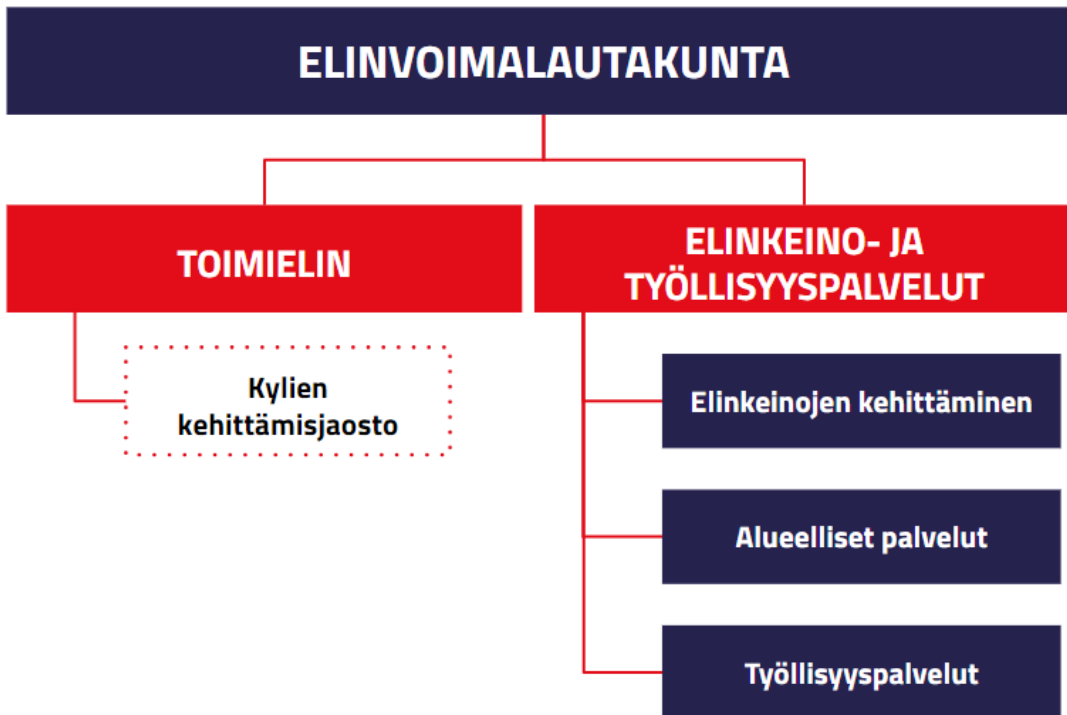 ELINVOIMALAUTAKUNTA
TOIMIELIN
Kylien
kehittämisjaosto
ELINKEINO- JA
TYÖLLISYYSPALVELUT
Elinkeinojen kehittäminen
Alueelliset palvelut
Työllisyyspalvelut